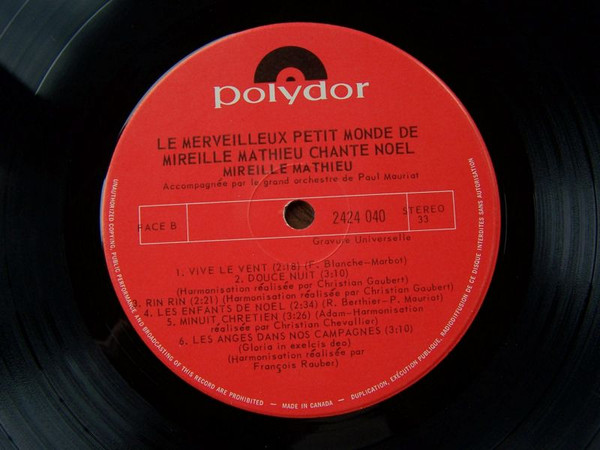 polydor
LE MERVEILLEUX PETIT MONDE DE
MIREILLE MATHIEU CHANTE NOEL
MIREILLE MATHIEU
Accompagnée par le grand orchestre de Paul Mauriat
FACE B
2424 040
STÉRÉO
33
Gravure Universelle
1. VIVE LE VENT (2:18) (F. Blanche-Marbot)
2. DOUCE NUIT (3:10)
(Harmonisation réalisée par Christian Gaubert)
3. RIN RIN (2:21) (Harmonisation réalisée par Christian Gaubert)
4. LES ENFANTS DE NOEL (2:34) (R. Berthier-P. Mauriat)
5. MINUIT CHRETIEN (3:26) (Adam-Harmonisation
réalisée par Christian Chevallier)
6. LES ANGES DANS NOS CAMPAGNES (3:10)
(Gloria in exelcis deo)
(Harmonisation réalisée par
François Rauber)
UNAUTHORIZED COPYING, PUBLIC PERFORMANCE AND BROADCASTING OF THIS RECORD ARE PROHIBITED — MADE IN CANADA — DUPLICATION, EXÉCUTION PUBLIQUE, RADIODIFFUSION DE CE DISQUE INTERDITES SANS AUTORISATION